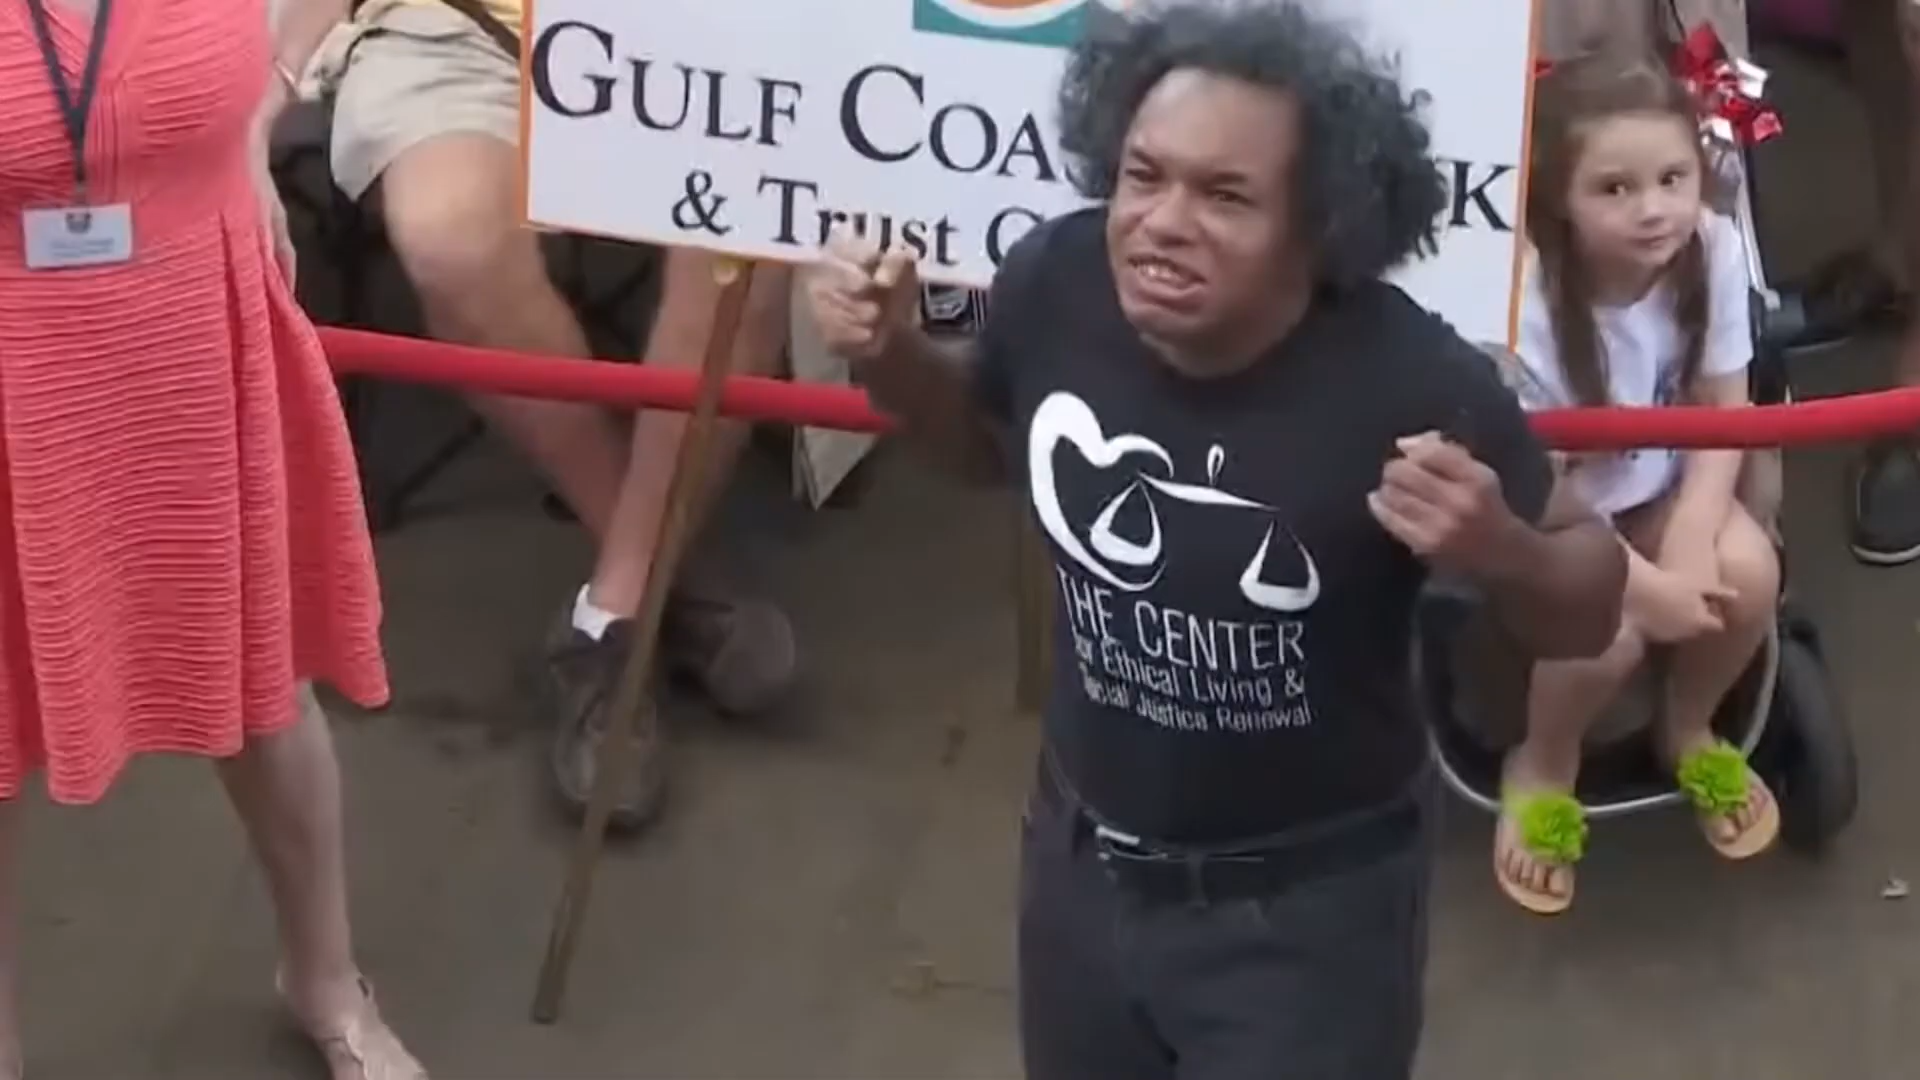 GULF COA K
& TRUST C
THE CENTER
for Ethical Living &
Social Justice Renewal